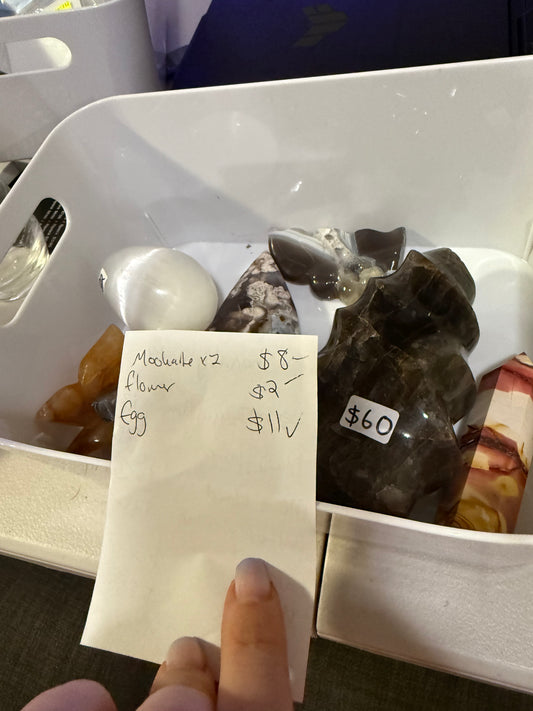 Mookaite x2 $8 –
flower $2 –
Egg $11 ✓
$60